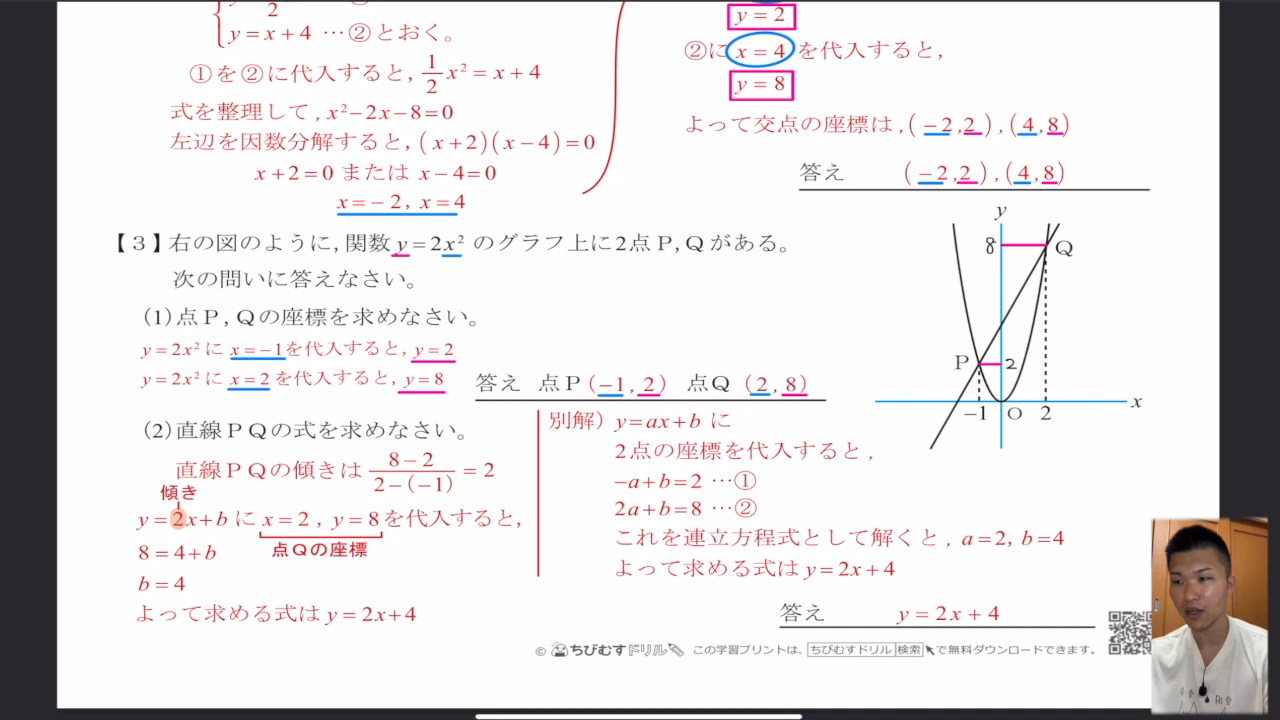 2
y=x+4 …②とおく。
①を②に代入すると, 1/2 x²=x+4
式を整理して, x²−2x−8=0
左辺を因数分解すると, (x+2)(x−4)=0
x+2=0 または x−4=0
x=−2, x=4
y=2
②に x=4 を代入すると,
y=8
よって交点の座標は,(−2,2),(4,8)
答え (−2,2),(4,8)
【3】右の図のように, 関数 y=2x² のグラフ上に2点P, Qがある。
次の問いに答えなさい。
(1)点P, Qの座標を求めなさい。
y=2x² に x=−1を代入すると, y=2
y=2x² に x=2 を代入すると, y=8
答え 点P(−1, 2) 点Q (2, 8)
(2)直線PQの式を求めなさい。
直線PQの傾きは 8−2/2−(−1) =2
傾き
y=2x+b に x=2, y=8を代入すると,
点Qの座標
8=4+b
b=4
よって求める式は y=2x+4
別解) y=ax+b に
2点の座標を代入すると,
−a+b=2 …①
2a+b=8 …②
これを連立方程式として解くと, a=2, b=4
よって求める式は y=2x+4
答え y=2x+4
y
8
Q
P
2
−1 O 2
x
© ちびむすドリル この学習プリントは、ちびむすドリル 検索 で無料ダウンロードできます。